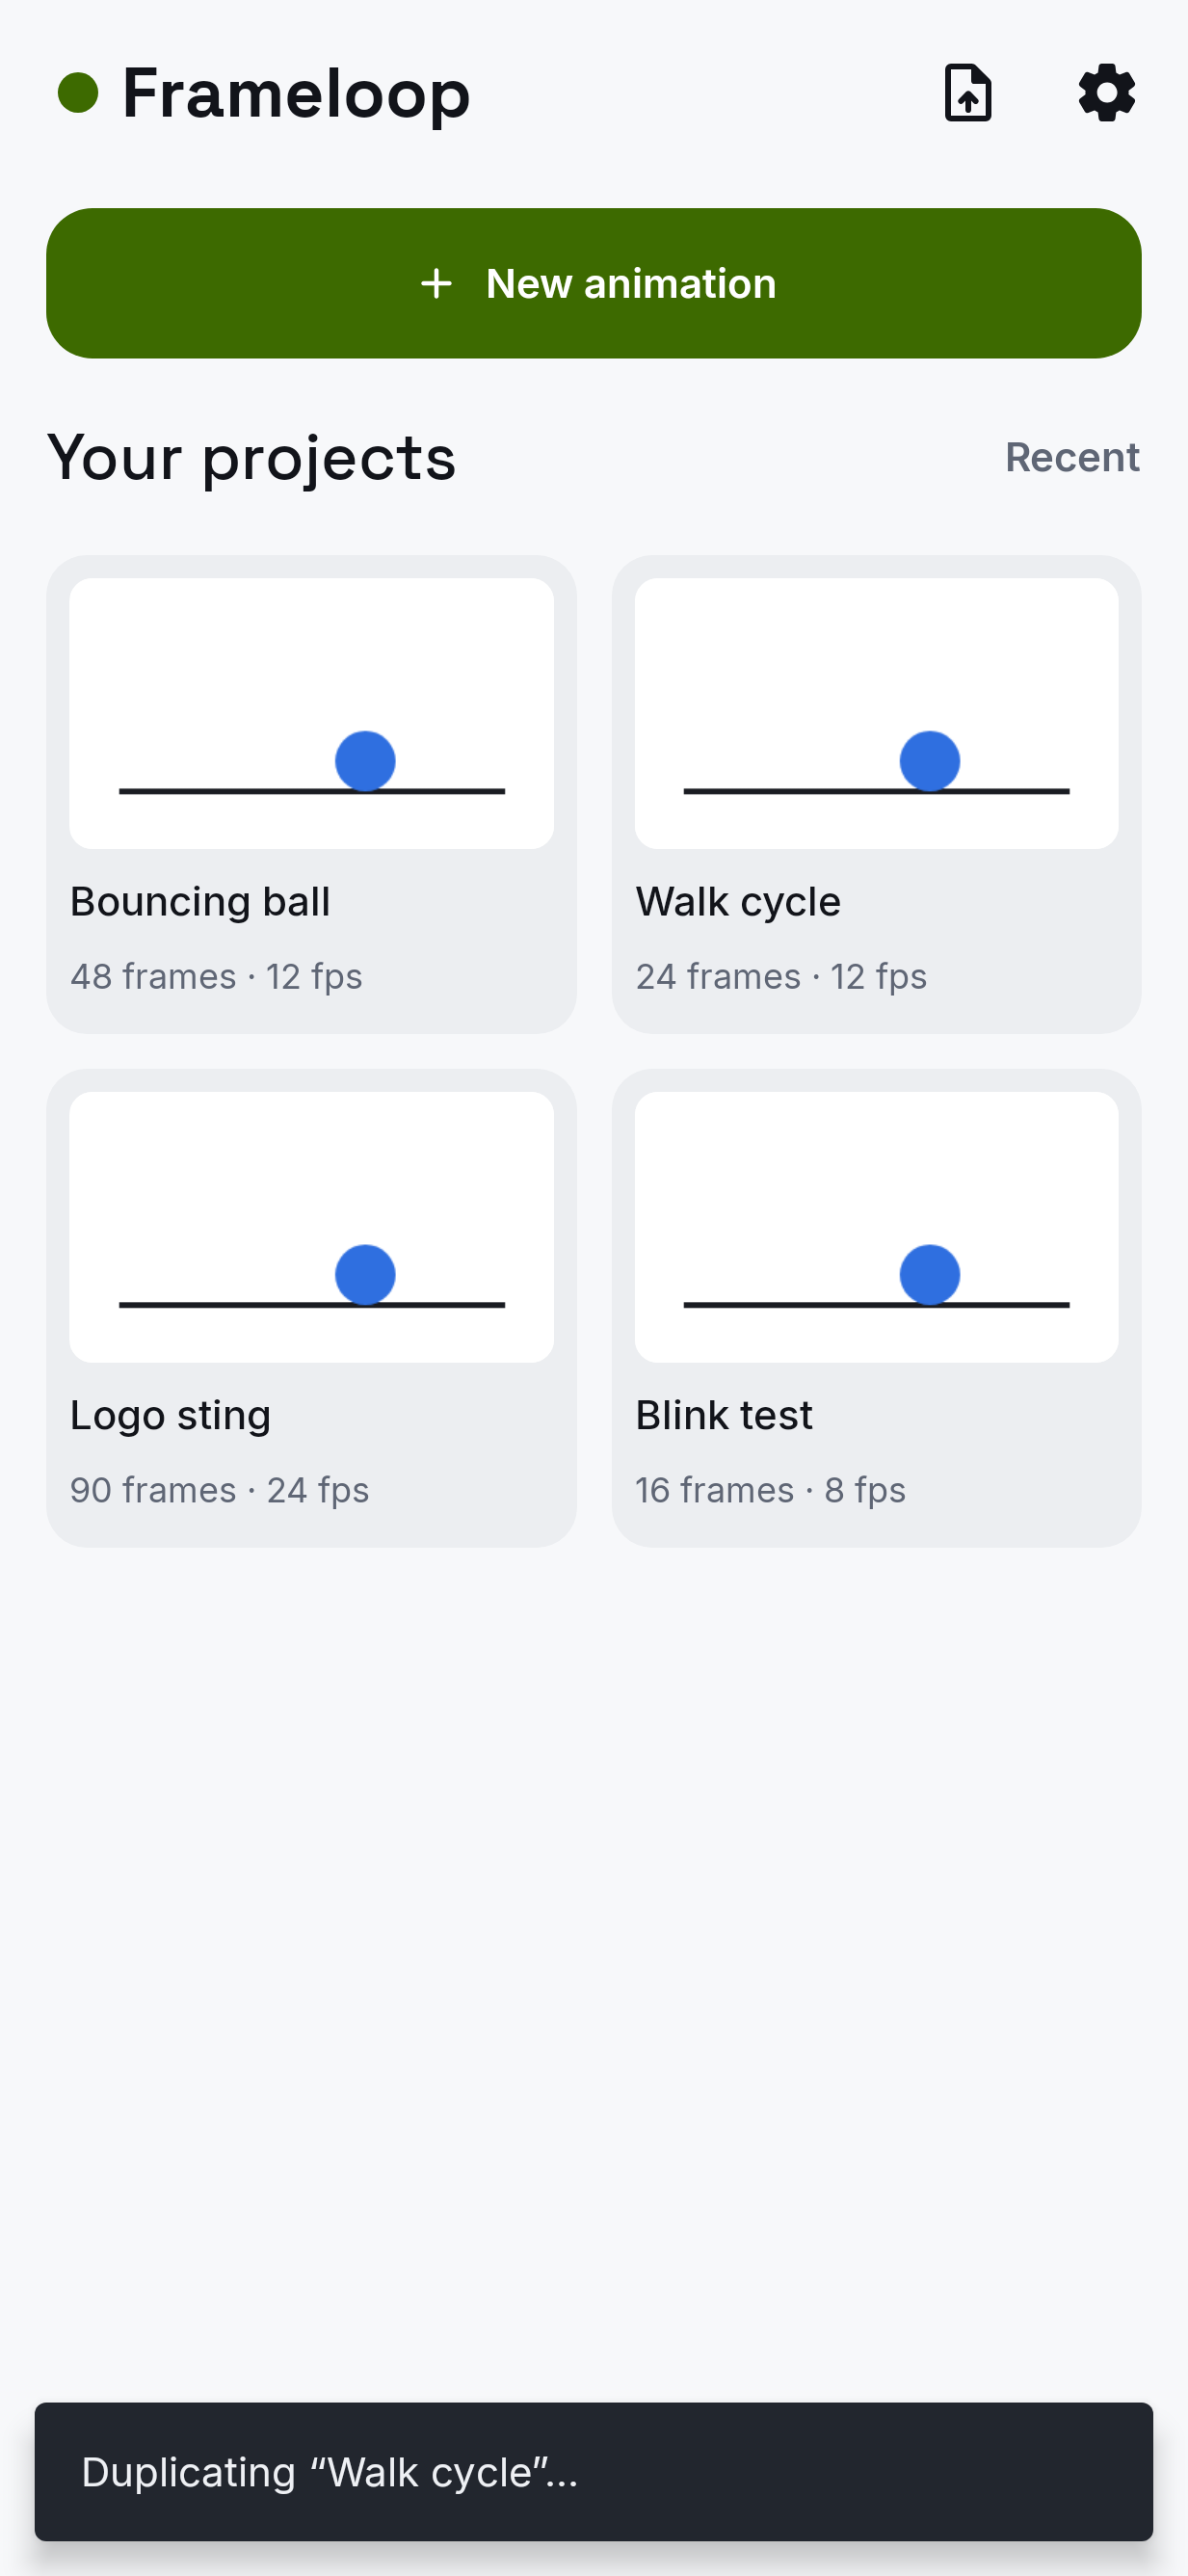 Frameloop
New animation
Your projects
Recent
Bouncing ball
48 frames · 12 fps
Walk cycle
24 frames · 12 fps
Logo sting
90 frames · 24 fps
Blink test
16 frames · 8 fps
Duplicating “Walk cycle”…